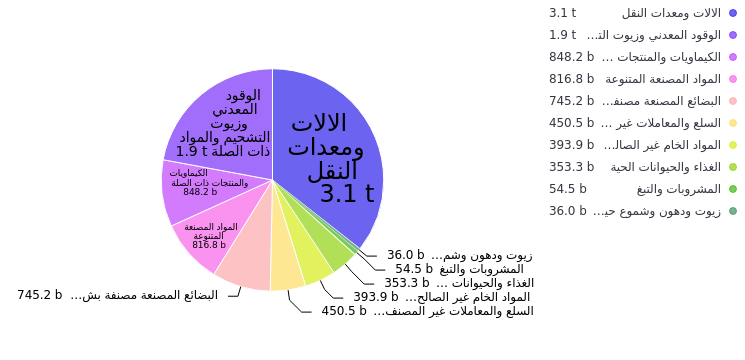 الالات ومعدات النقل 3.1 t
الوقود المعدني وزيوت الت... 1.9 t
الكيماويات والمنتجات ... 848.2 b
المواد المصنعة المتنوعة 816.8 b
البضائع المصنعة مصنف... 745.2 b
السلع والمعاملات غير ... 450.5 b
المواد الخام غير الصال... 393.9 b
الغذاء والحيوانات الحية 353.3 b
المشروبات والتبغ 54.5 b
زيوت ودهون وشموع حي... 36.0 b
الالات
ومعدات
النقل
3.1 t
الوقود
المعدني
وزيوت
التشحيم والمواد
ذات الصلة 1.9 t
الكيماويات
والمنتجات ذات الصلة
848.2 b
المواد المصنعة
المتنوعة
816.8 b
زيوت ودهون وشم... 36.0 b
المشروبات والتبغ 54.5 b
الغذاء والحيوانات ... 353.3 b
المواد الخام غير الصالح... 393.9 b
السلع والمعاملات غير المصنف... 450.5 b
البضائع المصنعة مصنفة بش... 745.2 b